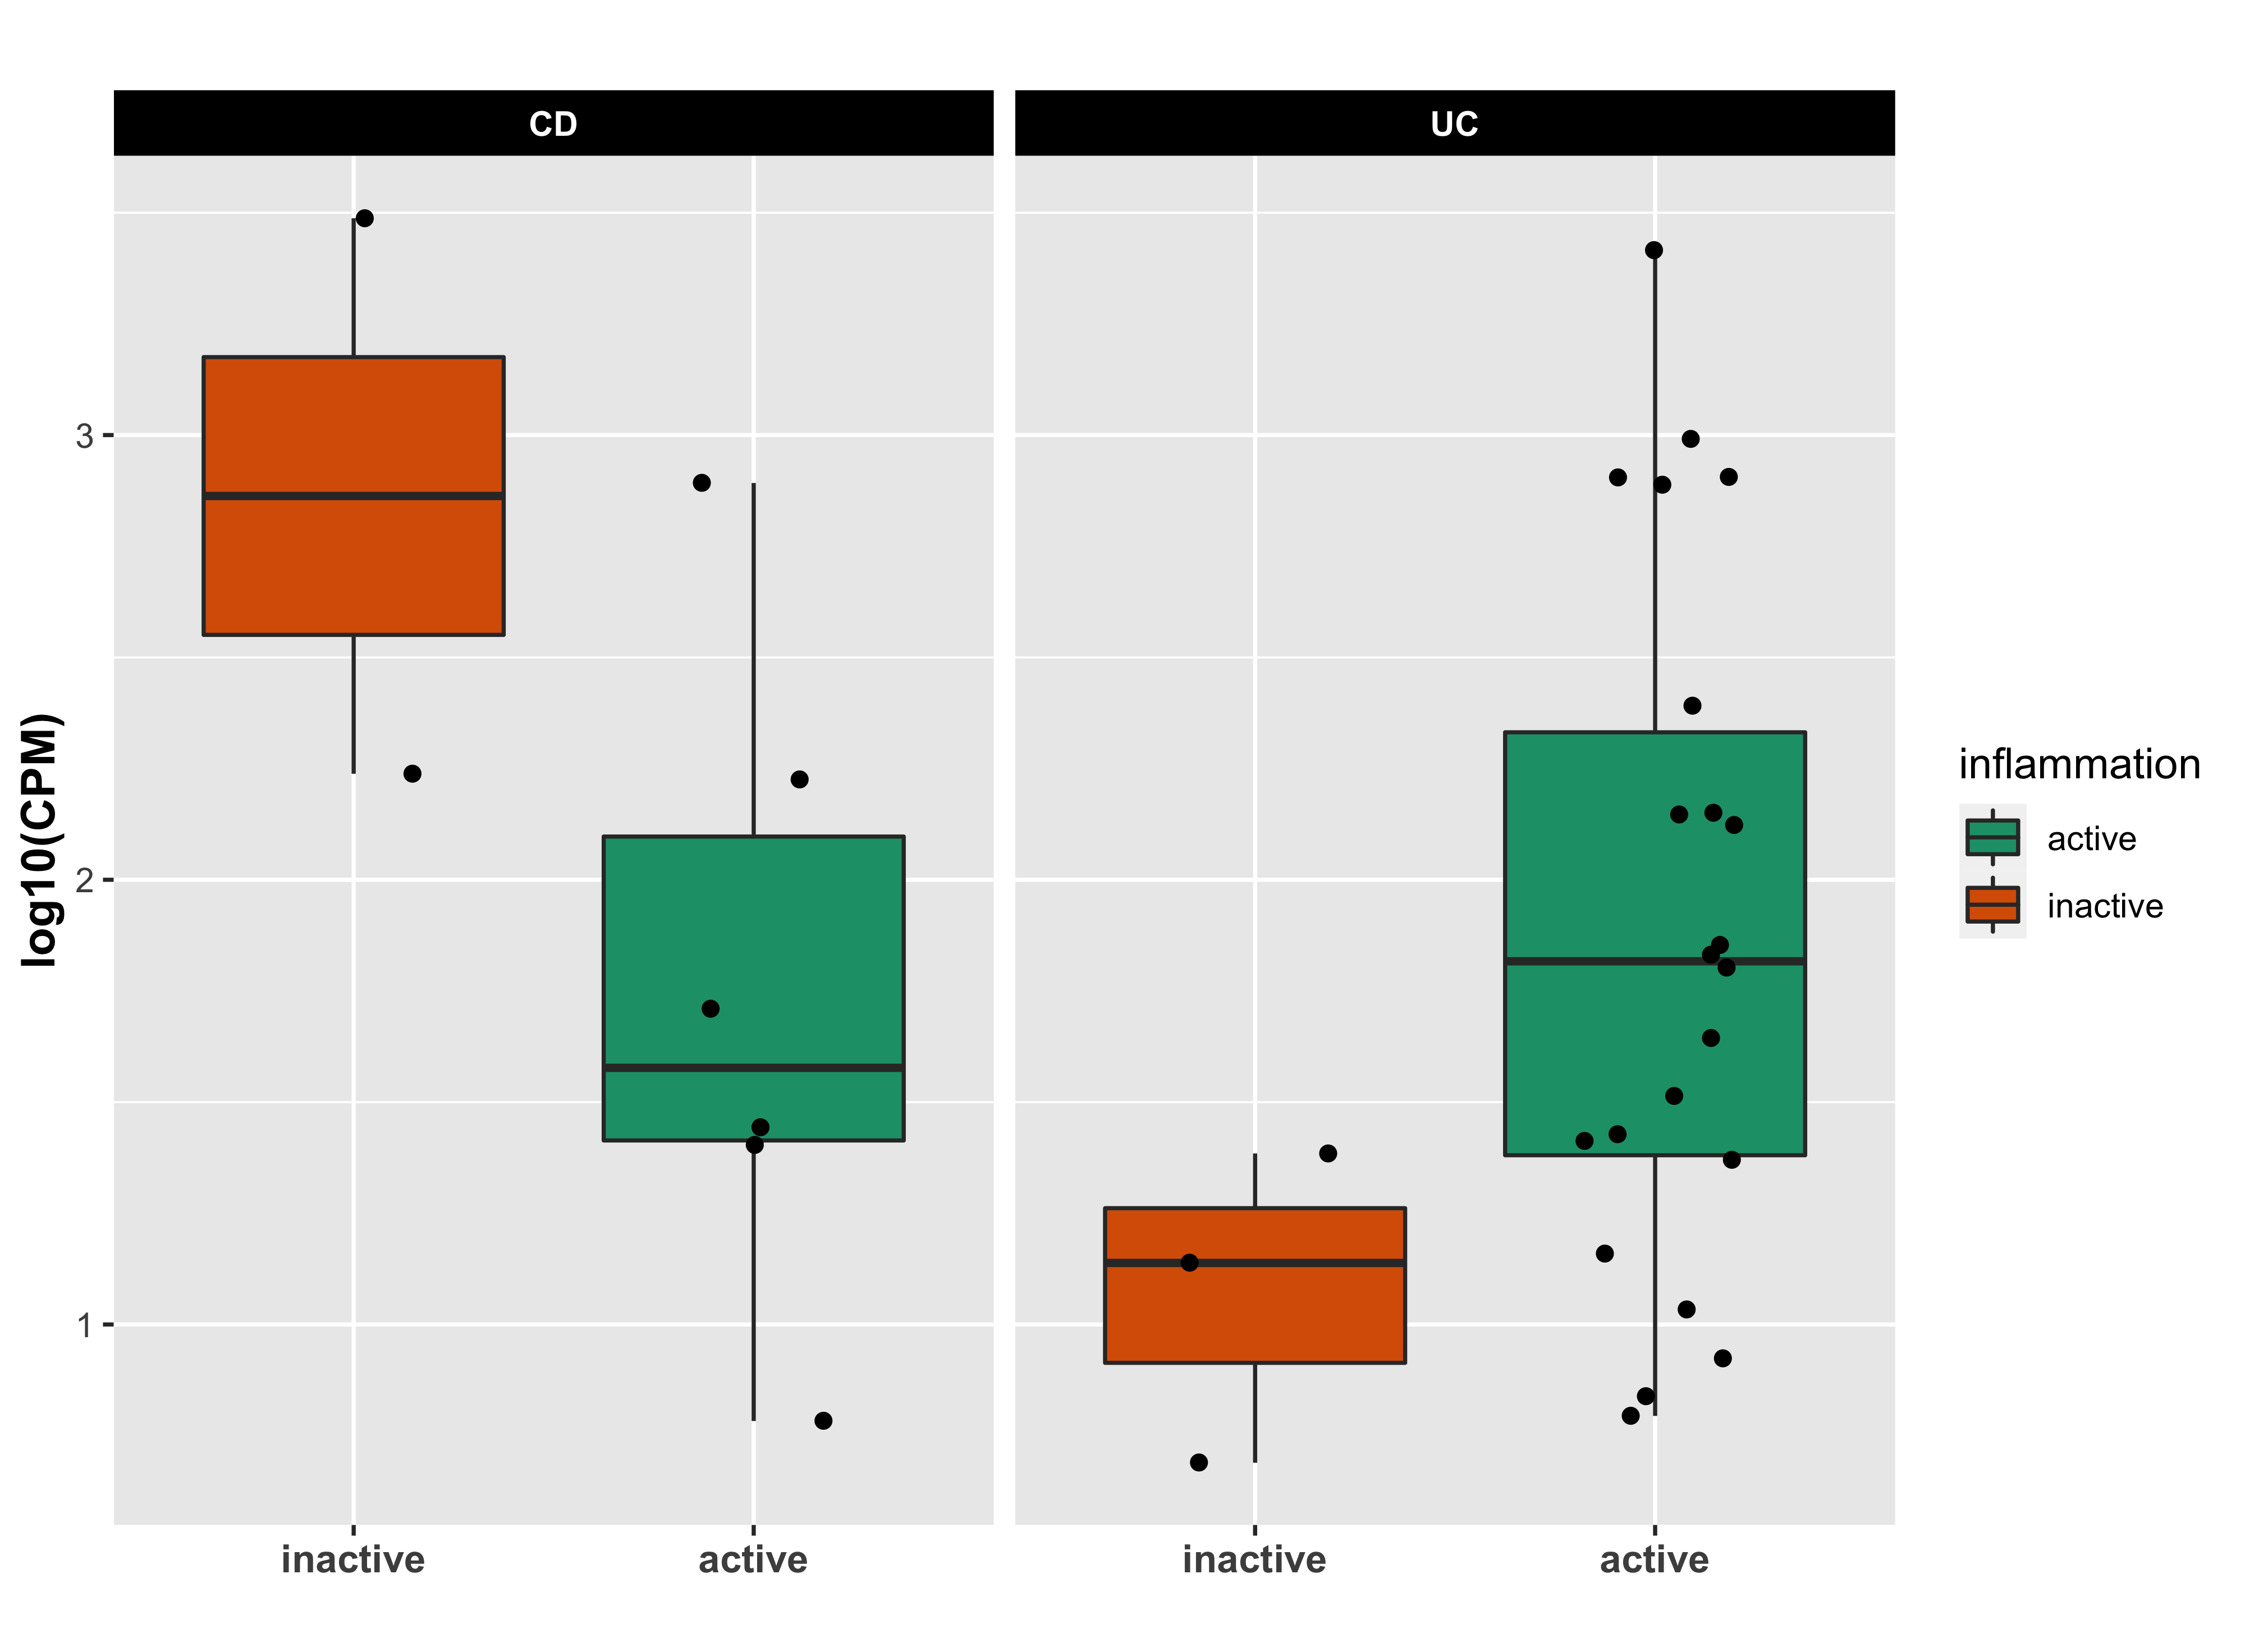 CD
UC
log10(CPM)
3
2
1
inactive
active
inactive
active
inflammation
active
inactive